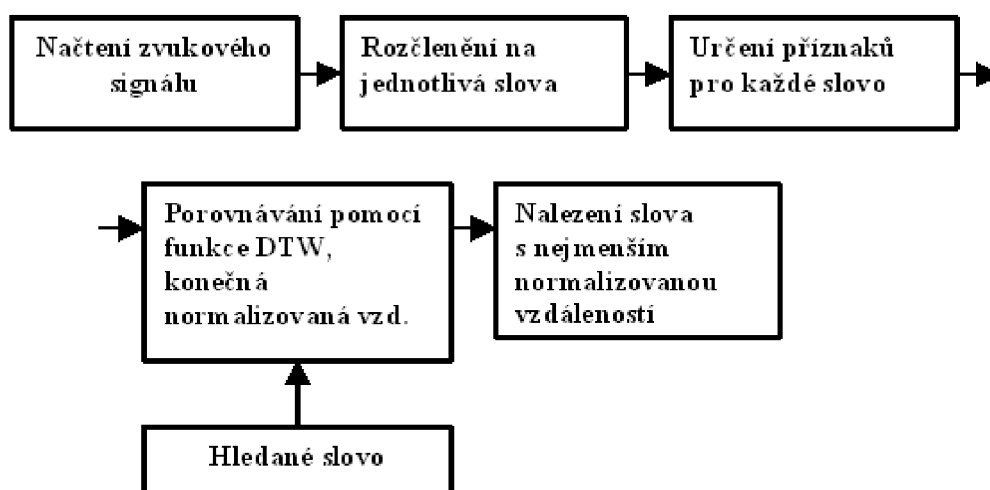 Načtení zvukového
signálu
Rozčlenění na
jednotlivá slova
Určení příznaků
pro každé slovo
Porovnávání pomocí
funkce DTW,
konečná
normalizovaná vzd.
Nalezení slova
s nejmenším
normalizovanou
vzdáleností
Hledané slovo